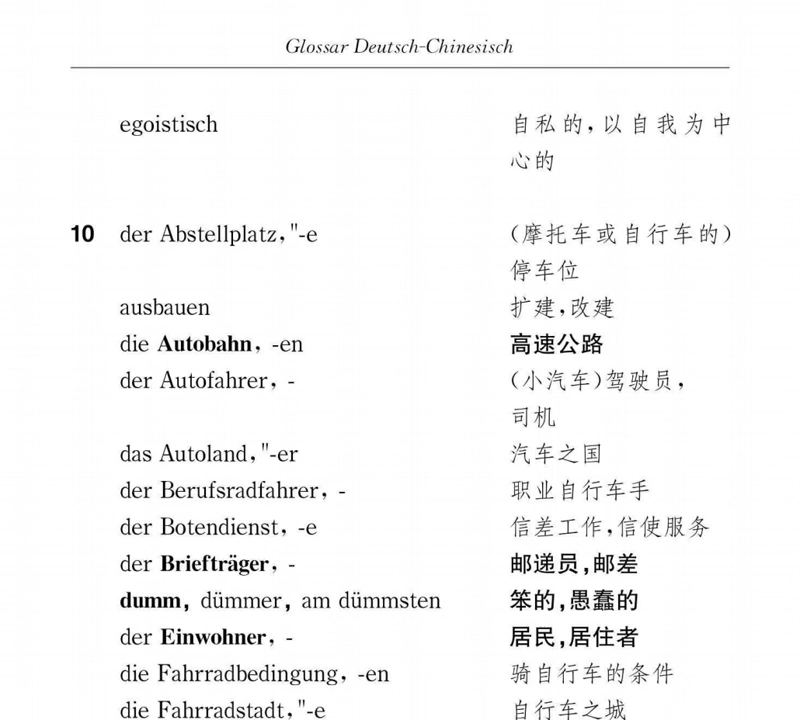 Glossar Deutsch-Chinesisch
egoistisch 自私的,以自我为中
心的
10 der Abstellplatz, "-e (摩托车或自行车的)
停车位
ausbauen 扩建,改建
die Autobahn, -en 高速公路
der Autofahrer, - (小汽车)驾驶员,
司机
das Autoland, "-er 汽车之国
der Berufsradfahrer, - 职业自行车手
der Botendienst, -e 信差工作,信使服务
der Briefträger, - 邮递员,邮差
dumm, dümmer, am dümmsten 笨的,愚蠢的
der Einwohner, - 居民,居住者
die Fahrradbedingung, -en 骑自行车的条件
die Fahrradstadt, "-e 自行车之城